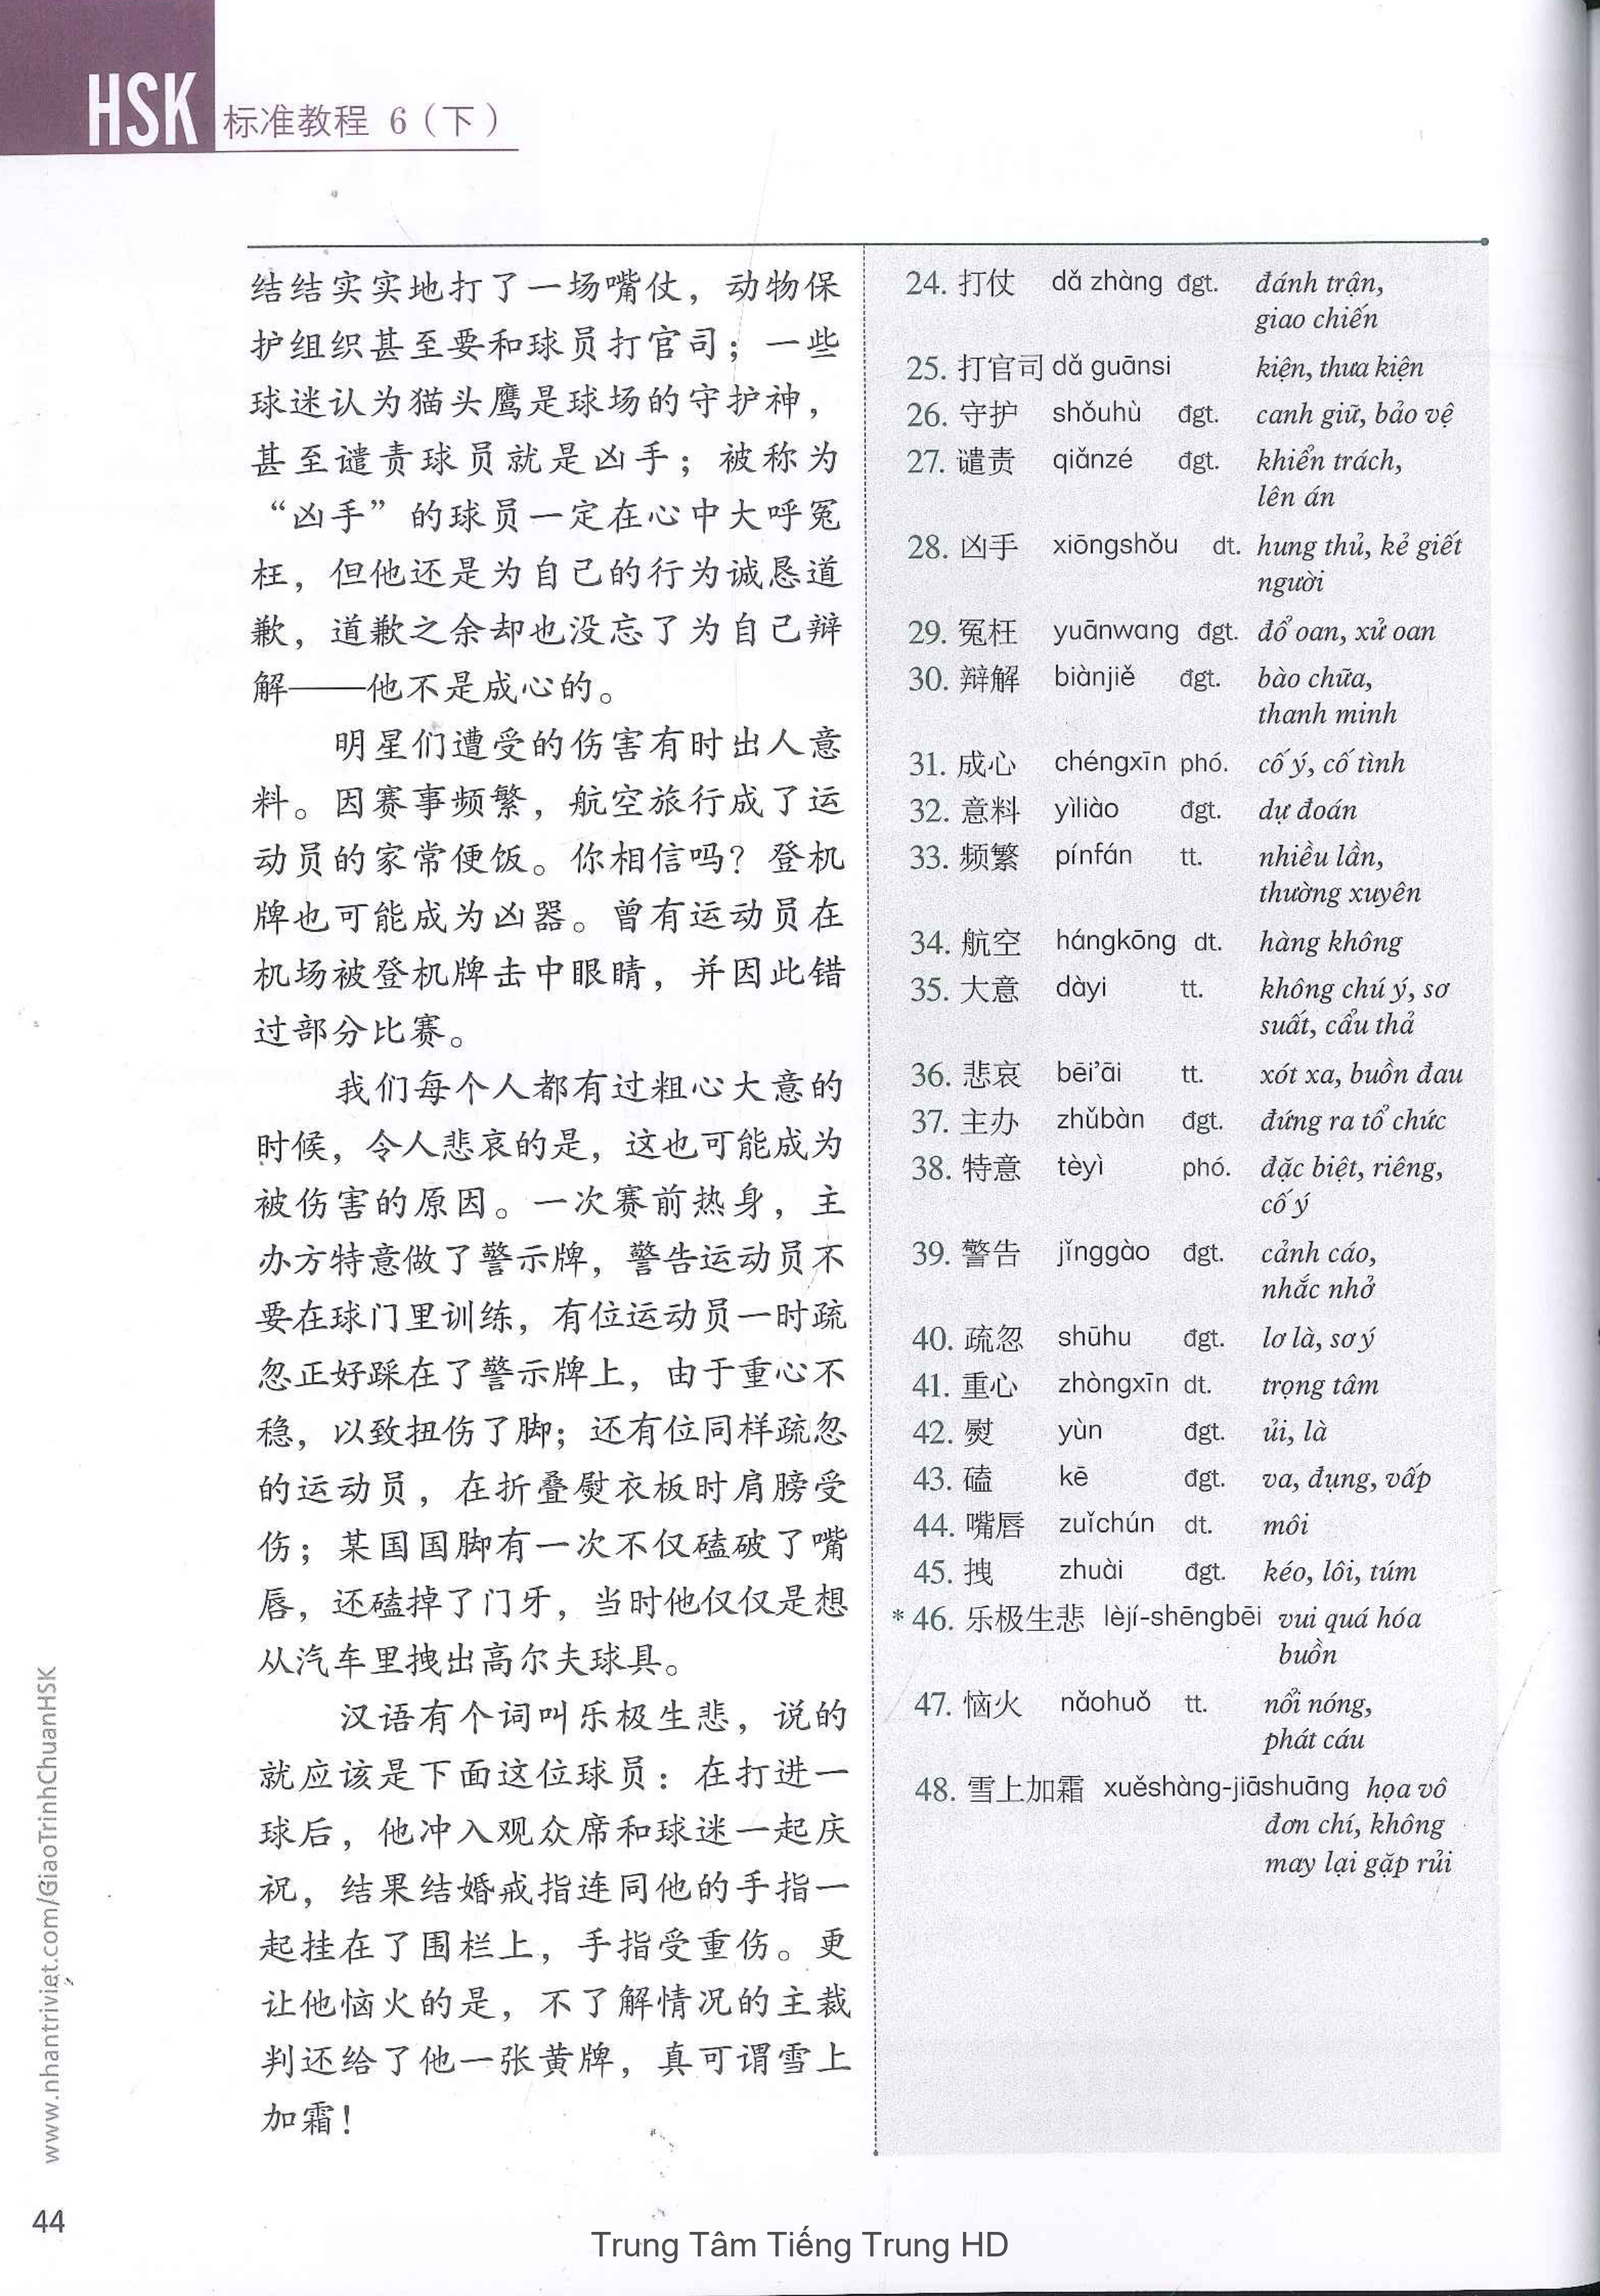 HSK 标准教程 6（下）
结结实实地打了一场嘴仗，动物保
护组织甚至要和球员打官司；一些
球迷认为猫头鹰是球场的守护神，
甚至谴责球员就是凶手；被称为
“凶手”的球员一定在心中大呼冤
枉，但他还是为自己的行为诚恳道
歉，道歉之余却也没忘了为自己辩
解——他不是成心的。
明星们遭受的伤害有时出人意
料。因赛事频繁，航空旅行成了运
动员的家常便饭。你相信吗？登机
牌也可能成为凶器。曾有运动员在
机场被登机牌击中眼睛，并因此错
过部分比赛。
我们每个人都有过粗心大意的
时候，令人悲哀的是，这也可能成为
被伤害的原因。一次赛前热身，主
办方特意做了警示牌，警告运动员不
要在球门里训练，有位运动员一时疏
忽正好踩在了警示牌上，由于重心不
稳，以致扭伤了脚；还有位同样疏忽
的运动员，在折叠熨衣板时肩膀受
伤；某国国脚有一次不仅磕破了嘴
唇，还磕掉了门牙，当时他仅仅是想
从汽车里拽出高尔夫球具。
汉语有个词叫乐极生悲，说的
就应该是下面这位球员：在打进一
球后，他冲入观众席和球迷一起庆
祝，结果结婚戒指连同他的手指一
起挂在了围栏上，手指受重伤。更
让他恼火的是，不了解情况的主裁
判还给了他一张黄牌，真可谓雪上
加霜！
24. 打仗 dǎ zhàng đgt. đánh trận,
giao chiến
25. 打官司 dǎ guānsi kiện, thưa kiện
26. 守护 shǒuhù đgt. canh giữ, bảo vệ
27. 谴责 qiǎnzé đgt. khiển trách,
lên án
28. 凶手 xiōngshǒu dt. hung thủ, kẻ giết
người
29. 冤枉 yuānwang đgt. đổ oan, xử oan
30. 辩解 biànjiě đgt. bào chữa,
thanh minh
31. 成心 chéngxīn phó. cố ý, cố tình
32. 意料 yìliào đgt. dự đoán
33. 频繁 pínfán tt. nhiều lần,
thường xuyên
34. 航空 hángkōng dt. hàng không
35. 大意 dàyi tt. không chú ý, sơ
suất, cẩu thả
36. 悲哀 bēi’āi tt. xót xa, buồn đau
37. 主办 zhǔbàn đgt. đứng ra tổ chức
38. 特意 tèyì phó. đặc biệt, riêng,
cố ý
39. 警告 jǐnggào đgt. cảnh cáo,
nhắc nhở
40. 疏忽 shūhu đgt. lơ là, sơ ý
41. 重心 zhòngxīn dt. trọng tâm
42. 熨 yùn đgt. ủi, là
43. 磕 kē đgt. va, đụng, vấp
44. 嘴唇 zuǐchún dt. môi
45. 拽 zhuài đgt. kéo, lôi, túm
* 46. 乐极生悲 lèjí-shēngbēi vui quá hóa
buồn
47. 恼火 nǎohuǒ tt. nổi nóng,
phát cáu
48. 雪上加霜 xuěshàng-jiāshuāng họa vô
đơn chí, không
may lại gặp rủi
www.nhantriviet.com/GiaoTrinhChuanHSK
44
Trung Tâm Tiếng Trung HD